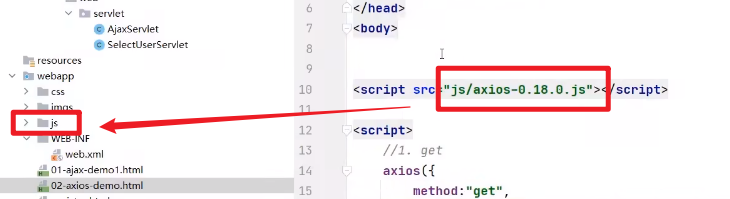 servlet
AjaxServlet
SelectUserServlet
resources
webapp
css
imgs
js
WEB-INF
web.xml
01-ajax-demo1.html
02-axios-demo.html
6 </head>
7 <body>
8
9
10 <script src="js/axios-0.18.0.js"></script>
11
12 <script>
13 //1. get
14 axios({
15 method:"get",